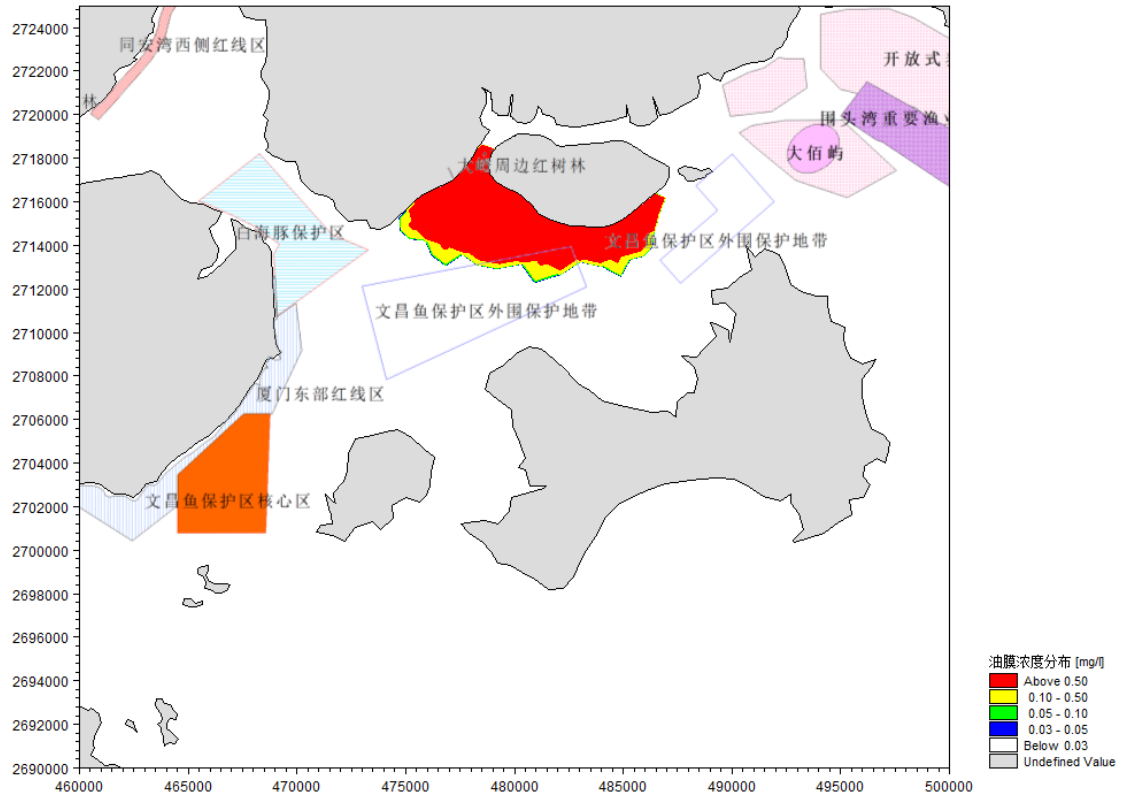 2724000
2722000
2720000
2718000
2716000
2714000
2712000
2710000
2708000
2706000
2704000
2702000
2700000
2698000
2696000
2694000
2692000
2690000
460000
465000
470000
475000
480000
485000
490000
495000
500000
同安湾西侧红线区
林
开放式
围头湾重要渔
大佰屿
周边红树林
白海豚保护区
文昌鱼保护区外围保护地带
文昌鱼保护区外围保护地带
厦门东部红线区
文昌鱼保护区核心区
油膜浓度分布 [mg/l]
Above 0.50
0.10 - 0.50
0.05 - 0.10
0.03 - 0.05
Below 0.03
Undefined Value